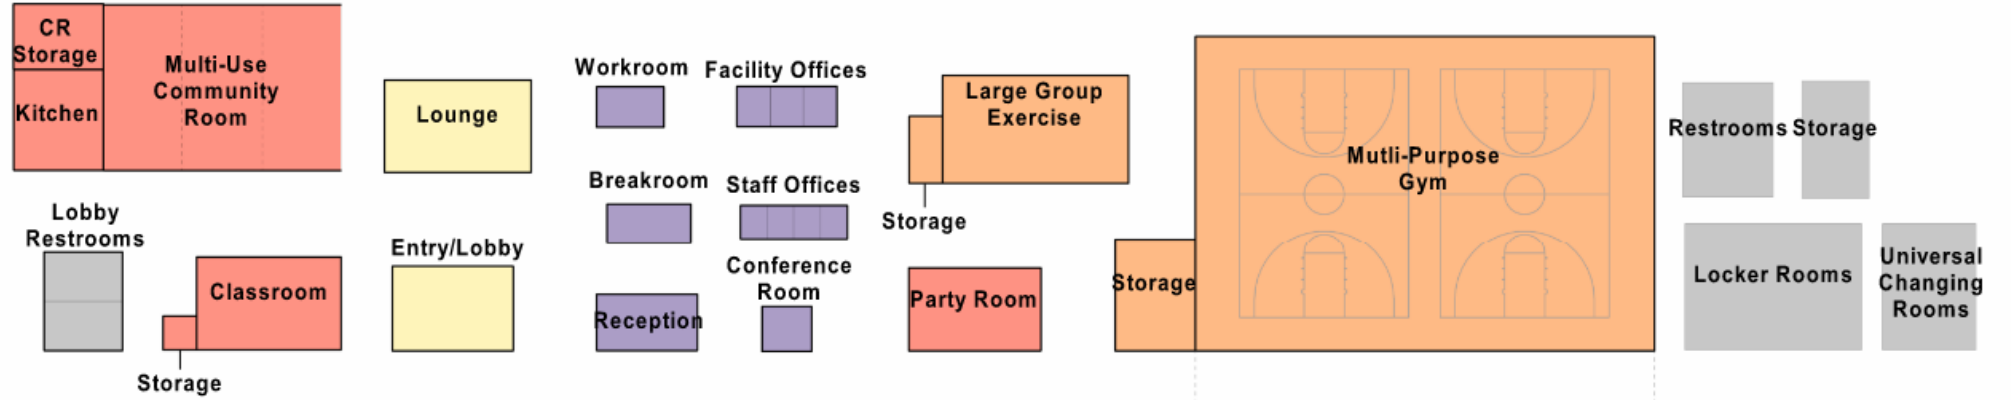 CR
Storage
Kitchen
Multi-Use
Community
Room
Lobby
Restrooms
Classroom
Storage
Lounge
Entry/Lobby
Workroom
Facility Offices
Breakroom
Staff Offices
Reception
Conference
Room
Large Group
Exercise
Storage
Party Room
Storage
Mutli-Purpose
Gym
Restrooms
Storage
Locker Rooms
Universal
Changing
Rooms